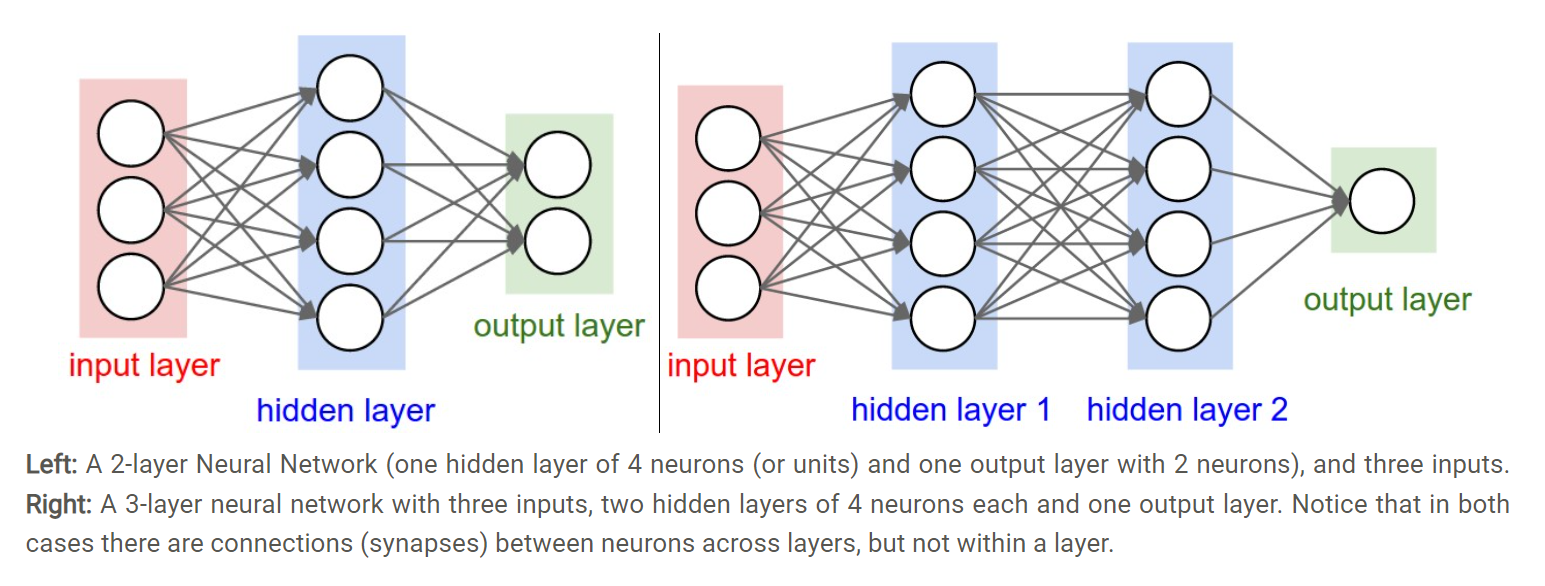 input layer
hidden layer
output layer
input layer
hidden layer 1
hidden layer 2
output layer
Left: A 2-layer Neural Network (one hidden layer of 4 neurons (or units) and one output layer with 2 neurons), and three inputs.
Right: A 3-layer neural network with three inputs, two hidden layers of 4 neurons each and one output layer. Notice that in both
cases there are connections (synapses) between neurons across layers, but not within a layer.